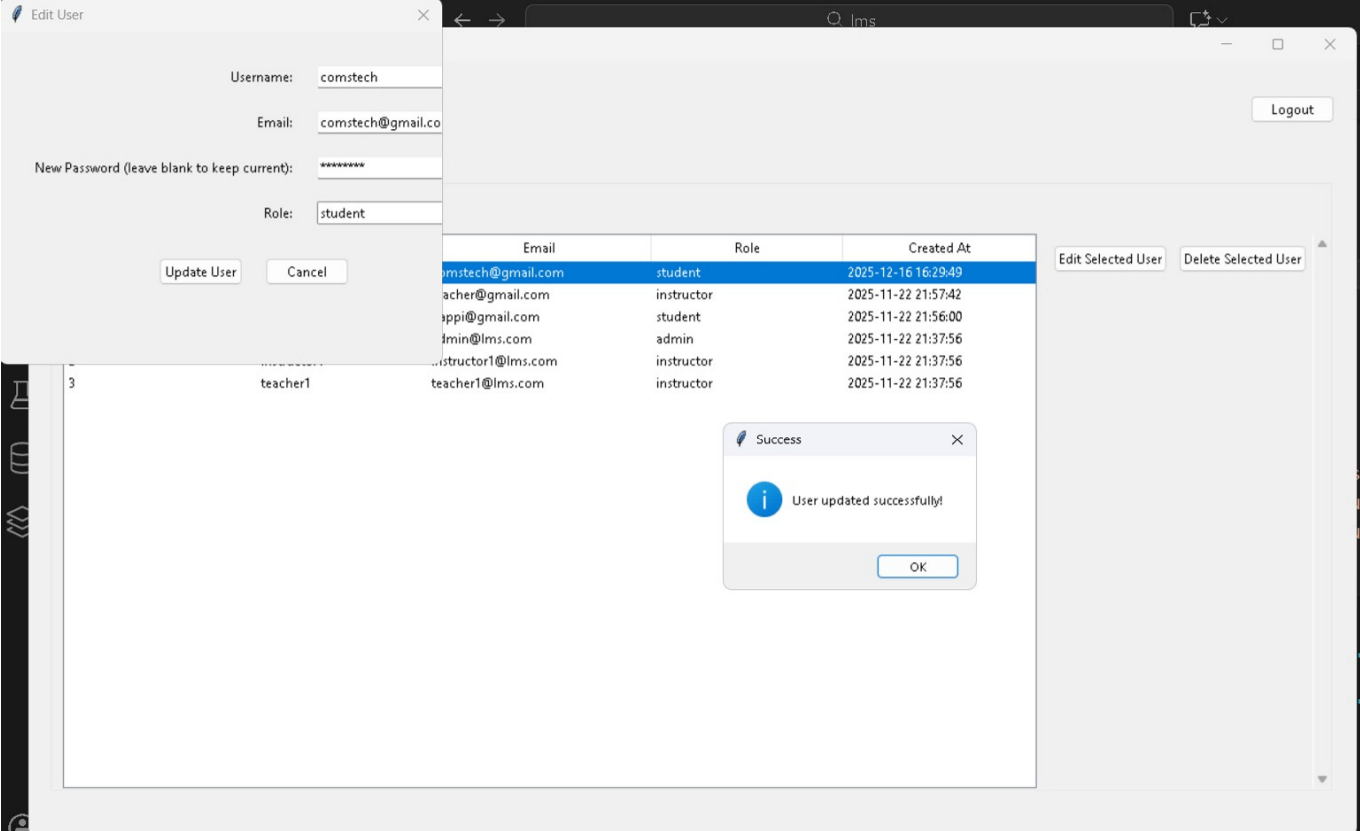 Edit User
lms
Username: comstech
Logout
Email: comstech@gmail.co
New Password (leave blank to keep current): ********
Role: student
Email Role Created At
Update User Cancel
Edit Selected User Delete Selected User
omstech@gmail.com student 2025-12-16 16:29:49
acher@gmail.com instructor 2025-11-22 21:57:42
appi@gmail.com student 2025-11-22 21:56:00
dmin@lms.com admin 2025-11-22 21:37:56
structor1@lms.com instructor 2025-11-22 21:37:56
3 teacher1 teacher1@lms.com instructor 2025-11-22 21:37:56
Success
User updated successfully!
OK